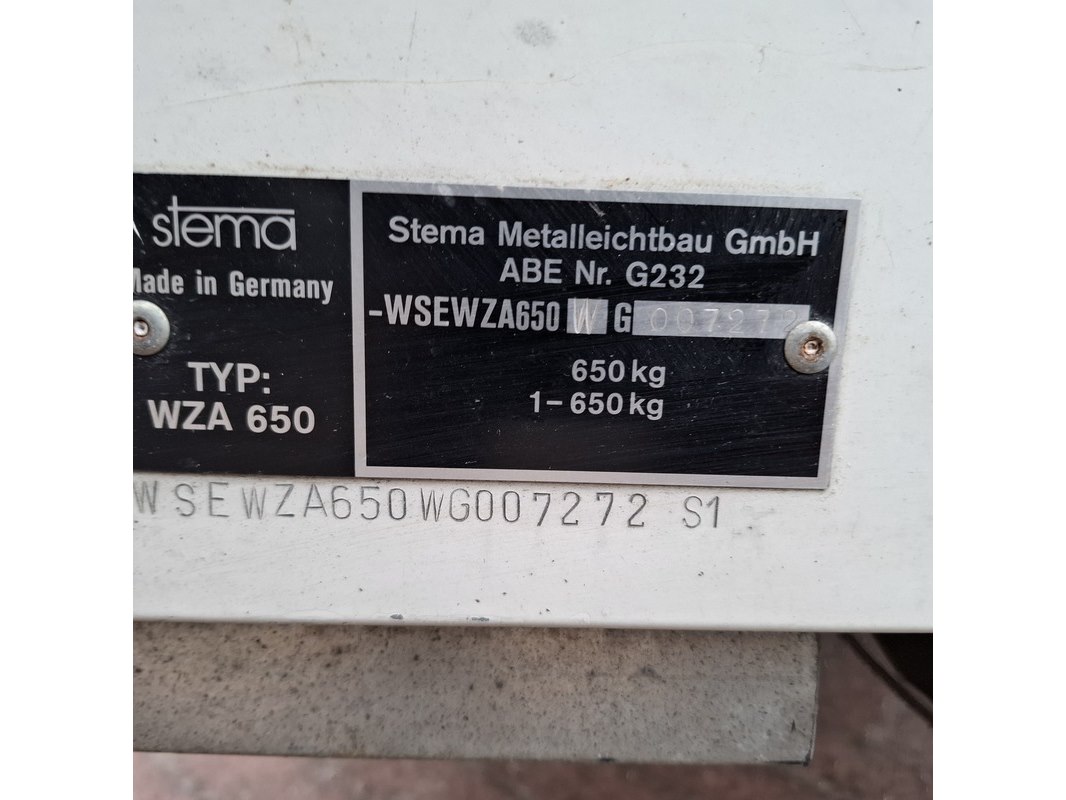 stema
Made in Germany
TYP:
WZA 650
Stema Metalleichtbau GmbH
ABE Nr. G232
-WSEWZA650 W G 007272
650 kg
1-650 kg
WSEWZA650WG007272 S1